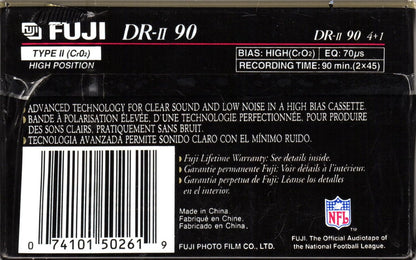 FUJI DR-II 90 DR-II 90 4+1
TYPE II (CrO₂) BIAS: HIGH(CrO2) EQ: 70µs
HIGH POSITION RECORDING TIME: 90 min.(2×45)
•ADVANCED TECHNOLOGY FOR CLEAR SOUND AND LOW NOISE IN A HIGH BIAS CASSETTE.
•BANDE À POLARISATION ÉLEVÉE, D'UNE TECHNOLOGIE PERFECTIONNÉE. POUR PRODUIRE
DES SONS CLAIRS, PRATIQUEMENT SANS BRUIT.
•TECNOLOGIA AVANZADA PERMITE SONIDO CLARO CON EL MÍNIMO RUIDO.
• Fuji Lifetime Warranty: See details inside.
• Garantie permanente Fuji: Voir détails à l'intérieur.
• Garantía perpetua de Fuji: Léanse los detalles
en el interior.
Made in China.
Fabriqué en Chine.
Fabricado en China.
NFL
TM
0 74101 50261 9
FUJI PHOTO FILM CO., LTD.
FUJI. The Official Audiotape of
the National Football League.